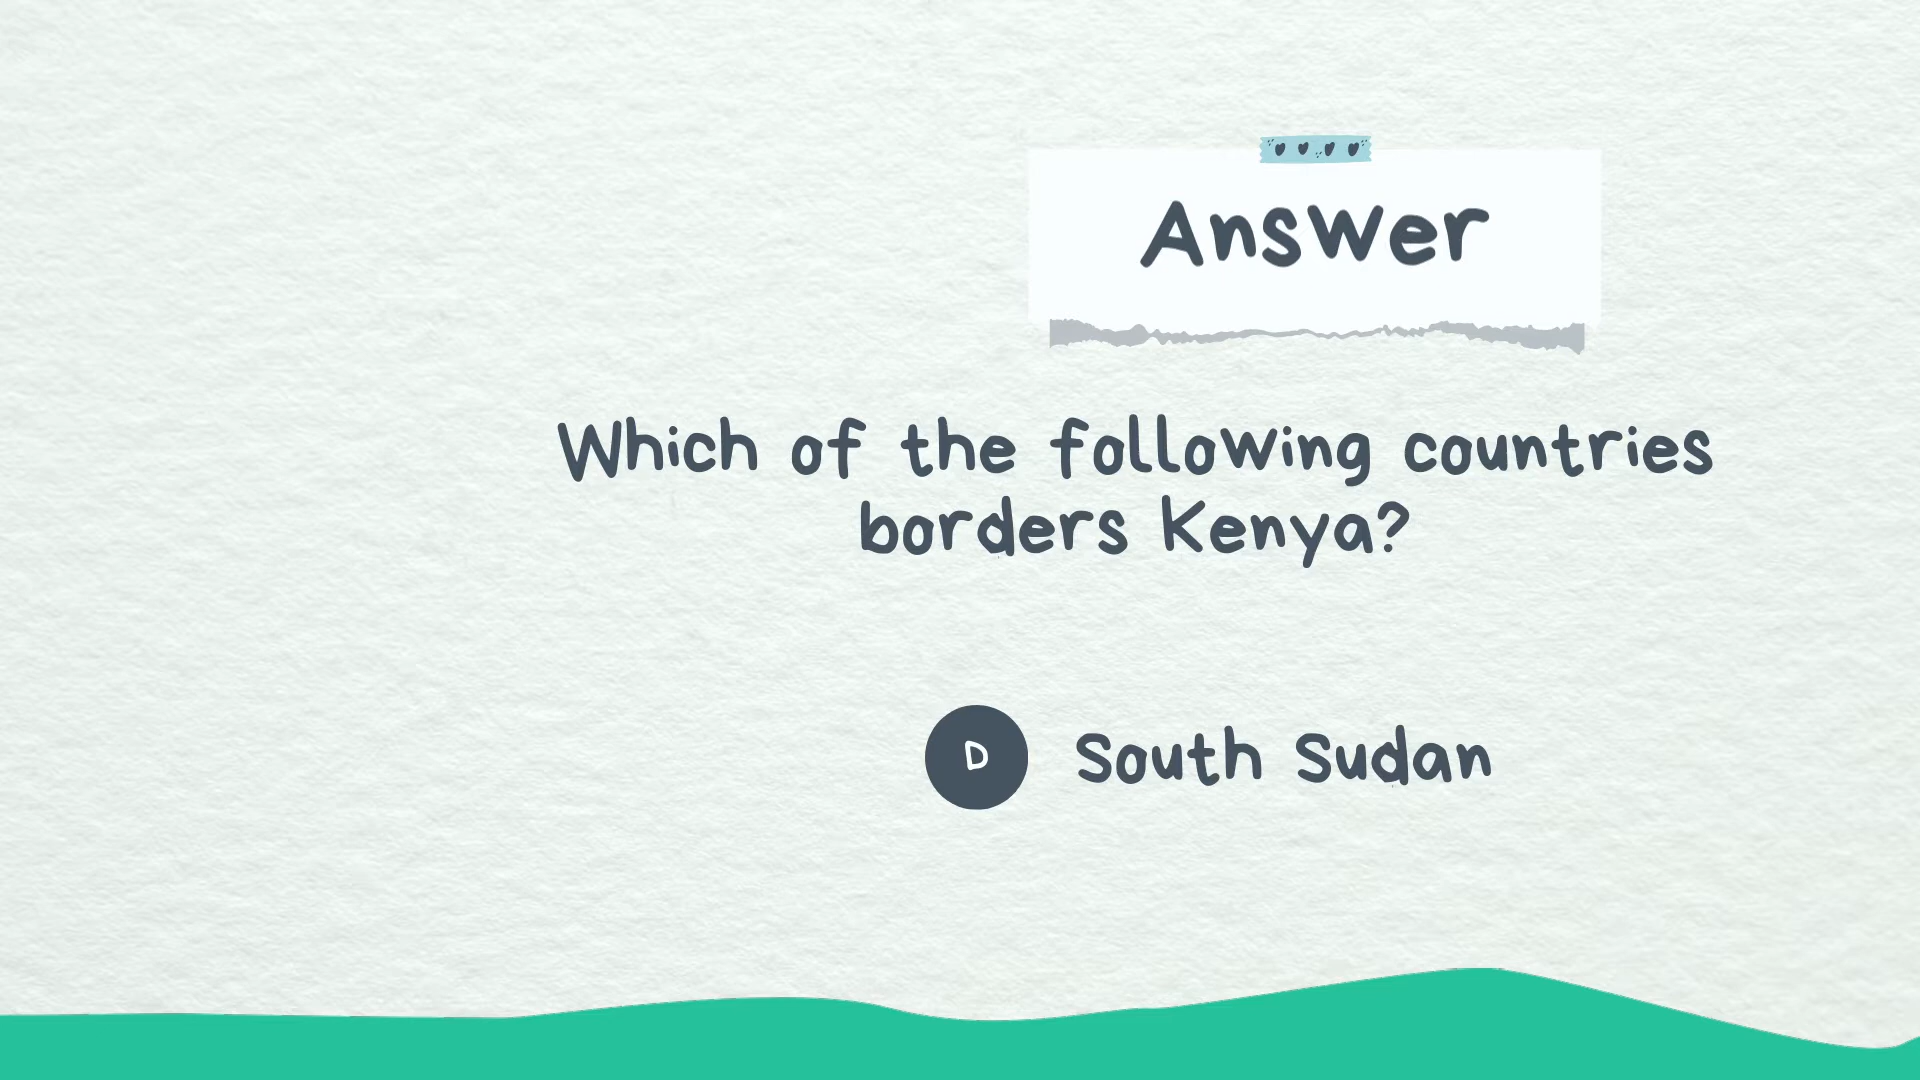 Answer
Which of the following countries
borders Kenya?
D South Sudan